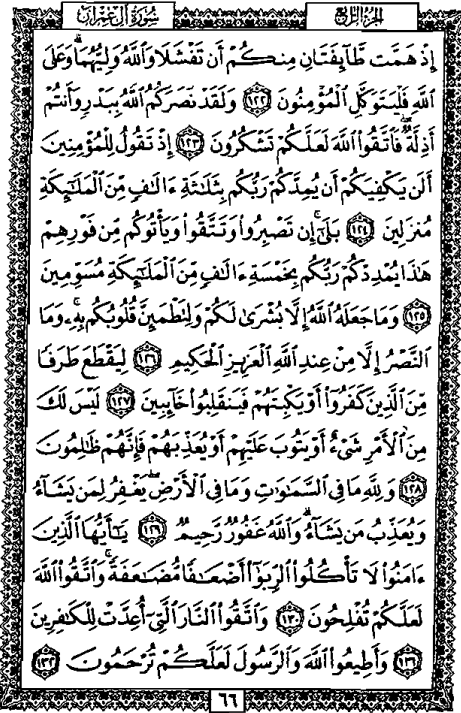 الجزء الرابع
سورة آل عمران
إِذْ هَمَّت طَّآئِفَتَانِ مِنكُمْ أَن تَفْشَلَا وَٱللَّهُ وَلِيُّهُمَا ۗ وَعَلَى
ٱللَّهِ فَلْيَتَوَكَّلِ ٱلْمُؤْمِنُونَ ﴿١٢٢﴾ وَلَقَدْ نَصَرَكُمُ ٱللَّهُ بِبَدْرٍ وَأَنتُمْ
أَذِلَّةٌ ۖ فَٱتَّقُوا۟ ٱللَّهَ لَعَلَّكُمْ تَشْكُرُونَ ﴿١٢٣﴾ إِذْ تَقُولُ لِلْمُؤْمِنِينَ
أَلَن يَكْفِيَكُمْ أَن يُمِدَّكُمْ رَبُّكُم بِثَلَٰثَةِ ءَالَٰفٍ مِّنَ ٱلْمَلَٰٓئِكَةِ
مُنزَلِينَ ﴿١٢٤﴾ بَلَىٰٓ ۚ إِن تَصْبِرُوا۟ وَتَتَّقُوا۟ وَيَأْتُوكُم مِّن فَوْرِهِمْ
هَٰذَا يُمْدِدْكُمْ رَبُّكُم بِخَمْسَةِ ءَالَٰفٍ مِّنَ ٱلْمَلَٰٓئِكَةِ مُسَوِّمِينَ
﴿١٢٥﴾ وَمَا جَعَلَهُ ٱللَّهُ إِلَّا بُشْرَىٰ لَكُمْ وَلِتَطْمَئِنَّ قُلُوبُكُم بِهِۦ ۗ وَمَا
ٱلنَّصْرُ إِلَّا مِنْ عِندِ ٱللَّهِ ٱلْعَزِيزِ ٱلْحَكِيمِ ﴿١٢٦﴾ لِيَقْطَعَ طَرَفًا
مِّنَ ٱلَّذِينَ كَفَرُوٓا۟ أَوْ يَكْبِتَهُمْ فَيَنقَلِبُوا۟ خَآئِبِينَ ﴿١٢٧﴾ لَيْسَ لَكَ
مِنَ ٱلْأَمْرِ شَىْءٌ أَوْ يَتُوبَ عَلَيْهِمْ أَوْ يُعَذِّبَهُمْ فَإِنَّهُمْ ظَٰلِمُونَ
﴿١٢٨﴾ وَلِلَّهِ مَا فِى ٱلسَّمَٰوَٰتِ وَمَا فِى ٱلْأَرْضِ ۚ يَغْفِرُ لِمَن يَشَآءُ
وَيُعَذِّبُ مَن يَشَآءُ ۚ وَٱللَّهُ غَفُورٌ رَّحِيمٌ ﴿١٢٩﴾ يَٰٓأَيُّهَا ٱلَّذِينَ
ءَامَنُوا۟ لَا تَأْكُلُوا۟ ٱلرِّبَوٰٓا۟ أَضْعَٰفًا مُّضَٰعَفَةً ۖ وَٱتَّقُوا۟ ٱللَّهَ
لَعَلَّكُمْ تُفْلِحُونَ ﴿١٣٠﴾ وَٱتَّقُوا۟ ٱلنَّارَ ٱلَّتِىٓ أُعِدَّتْ لِلْكَٰفِرِينَ
﴿١٣١﴾ وَأَطِيعُوا۟ ٱللَّهَ وَٱلرَّسُولَ لَعَلَّكُمْ تُرْحَمُونَ ﴿١٣٢﴾
٦٦